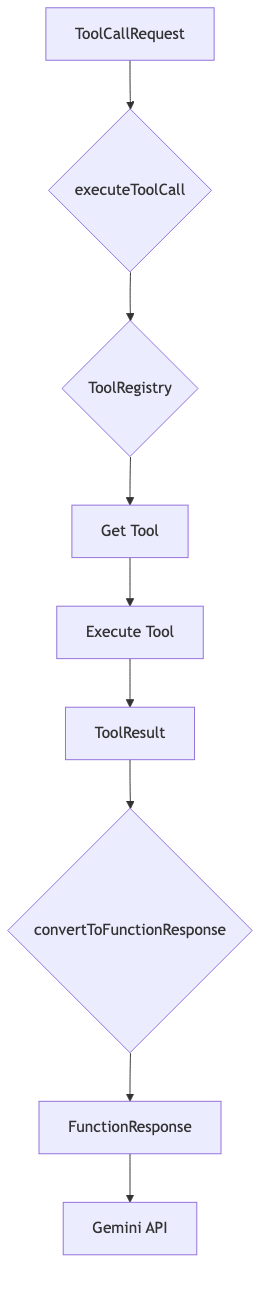 ToolCallRequest
executeToolCall
ToolRegistry
Get Tool
Execute Tool
ToolResult
convertToFunctionResponse
FunctionResponse
Gemini API